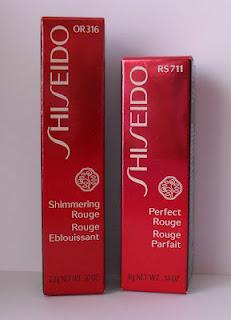 OR316
SHISEIDO
Shimmering
Rouge
Rouge
Eblouissant
RS711
SHISEIDO
Perfect
Rouge
Rouge
Parfait